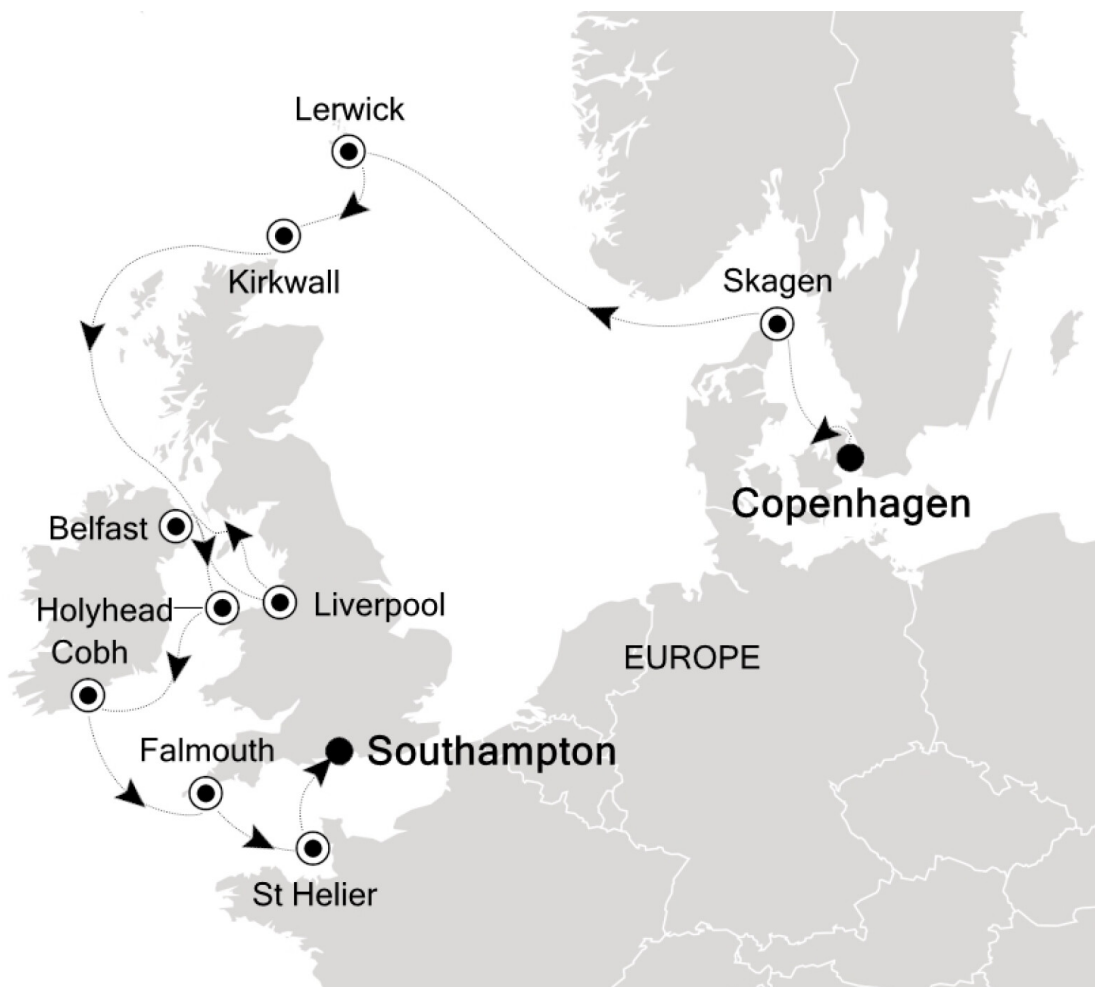 Lerwick
Kirkwall
Skagen
Copenhagen
Belfast
Holyhead
Liverpool
Cobh
EUROPE
Falmouth
Southampton
St Helier